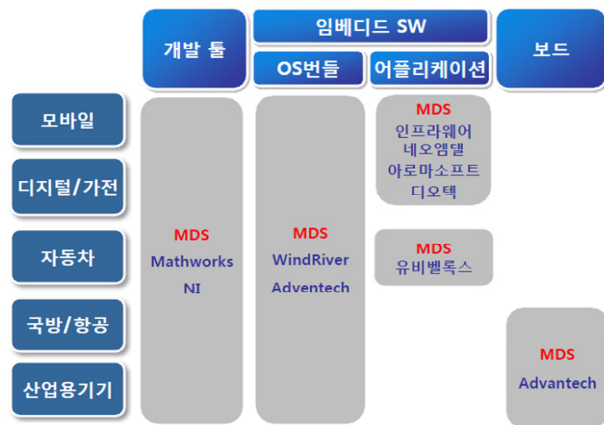 개발 툴
임베디드 SW
보드
OS번들
어플리케이션
모바일
디지털/가전
자동차
국방/항공
산업용기기
MDS
Mathworks
NI
MDS
WindRiver
Adventech
MDS
인프라웨어
네오엠텔
아로마소프트
디오텍
MDS
유비벨록스
MDS
Advantech